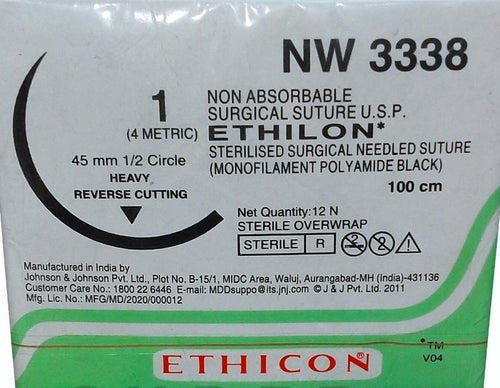 NW 3338
1
(4 METRIC)
NON ABSORBABLE
SURGICAL SUTURE U.S.P.
ETHILON*
STERILISED SURGICAL NEEDLED SUTURE
(MONOFILAMENT POLYAMIDE BLACK)
100 cm
45 mm 1/2 Circle
HEAVY
REVERSE CUTTING
Net Quantity:12 N
STERILE OVERWRAP
STERILE R
Manufactured in India by
Johnson & Johnson Pvt. Ltd., Plot No. B-15/1, MIDC Area, Waluj, Aurangabad-MH (India)-431136
Customer Care No.: 1800 22 6446 E-mail: MDDsuppo@its.jnj.com © J & J Pvt. Ltd. 2011
Mfg. Lic. No.: MFG/MD/2020/000012
*TM
V04
ETHICON®